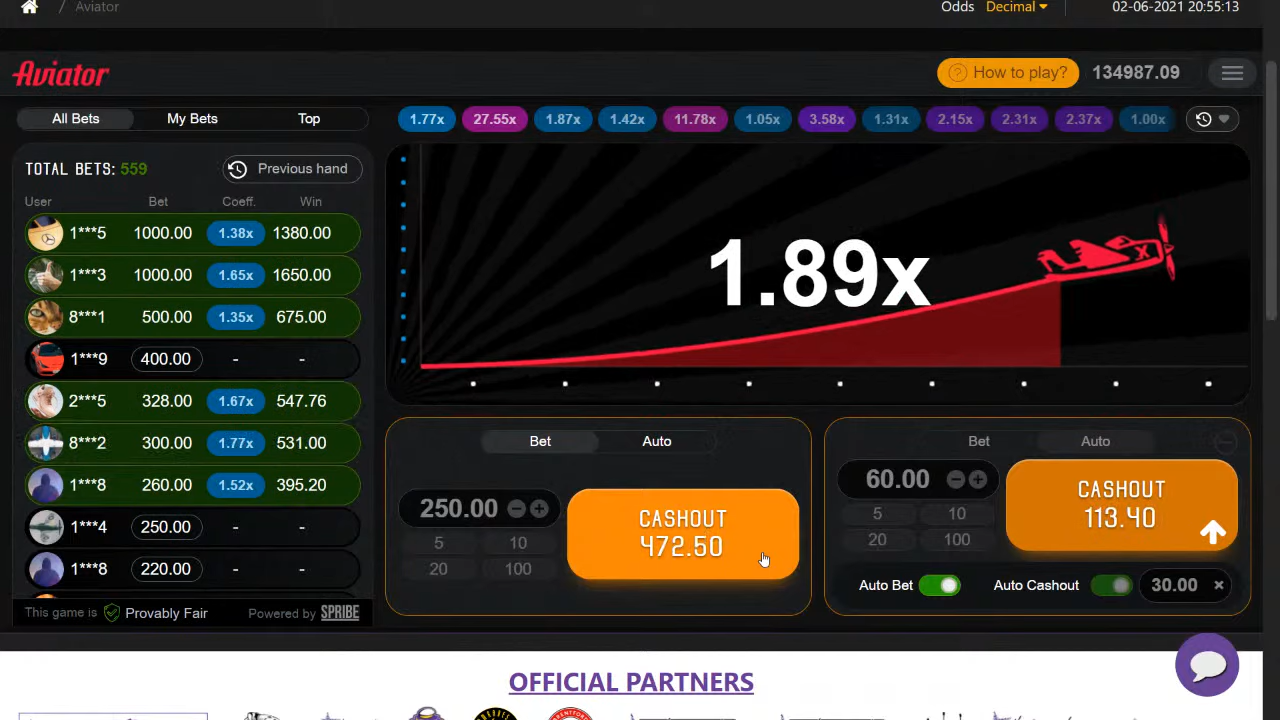 / Aviator
Odds Decimal 02-06-2021 20:55:13
Aviator
? How to play? 134987.09
All Bets My Bets Top
1.77x 27.55x 1.87x 1.42x 11.78x 1.05x 3.58x 1.31x 2.15x 2.31x 2.37x 1.00x
TOTAL BETS: 559 Previous hand
User Bet Coeff. Win
1***5 1000.00 1.38x 1380.00
1***3 1000.00 1.65x 1650.00
8***1 500.00 1.35x 675.00
1***9 400.00 - -
2***5 328.00 1.67x 547.76
8***2 300.00 1.77x 531.00
1***8 260.00 1.52x 395.20
1***4 250.00 - -
1***8 220.00 - -
This game is Provably Fair Powered by SPRIBE
1.89x
X
Bet Auto
250.00
5 10
20 100
CASHOUT
472.50
Bet Auto
60.00
5 10
20 100
CASHOUT
113.40
Auto Bet Auto Cashout 30.00 ×
OFFICIAL PARTNERS